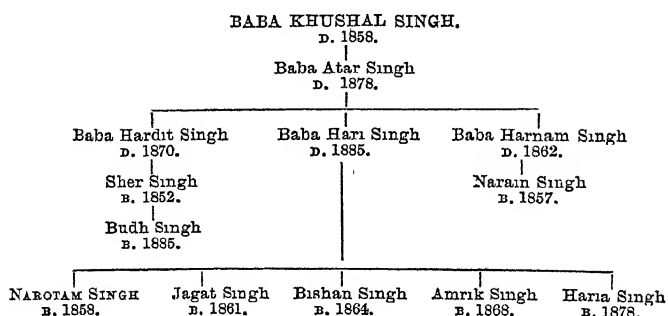 BABA KHUSHAL SINGH.
D. 1858.
Baba Atar Singh
D. 1878.
Baba Hardit Singh Baba Hari Singh Baba Harnam Singh
D. 1870. D. 1885. D. 1862.
Sher Singh Narain Singh
B. 1852. B. 1857.
Budh Singh
B. 1885.
NAROTAM SINGH Jagat Singh Bishan Singh Amrik Singh Haria Singh
B. 1858. B. 1861. B. 1864. B. 1868. B. 1878.